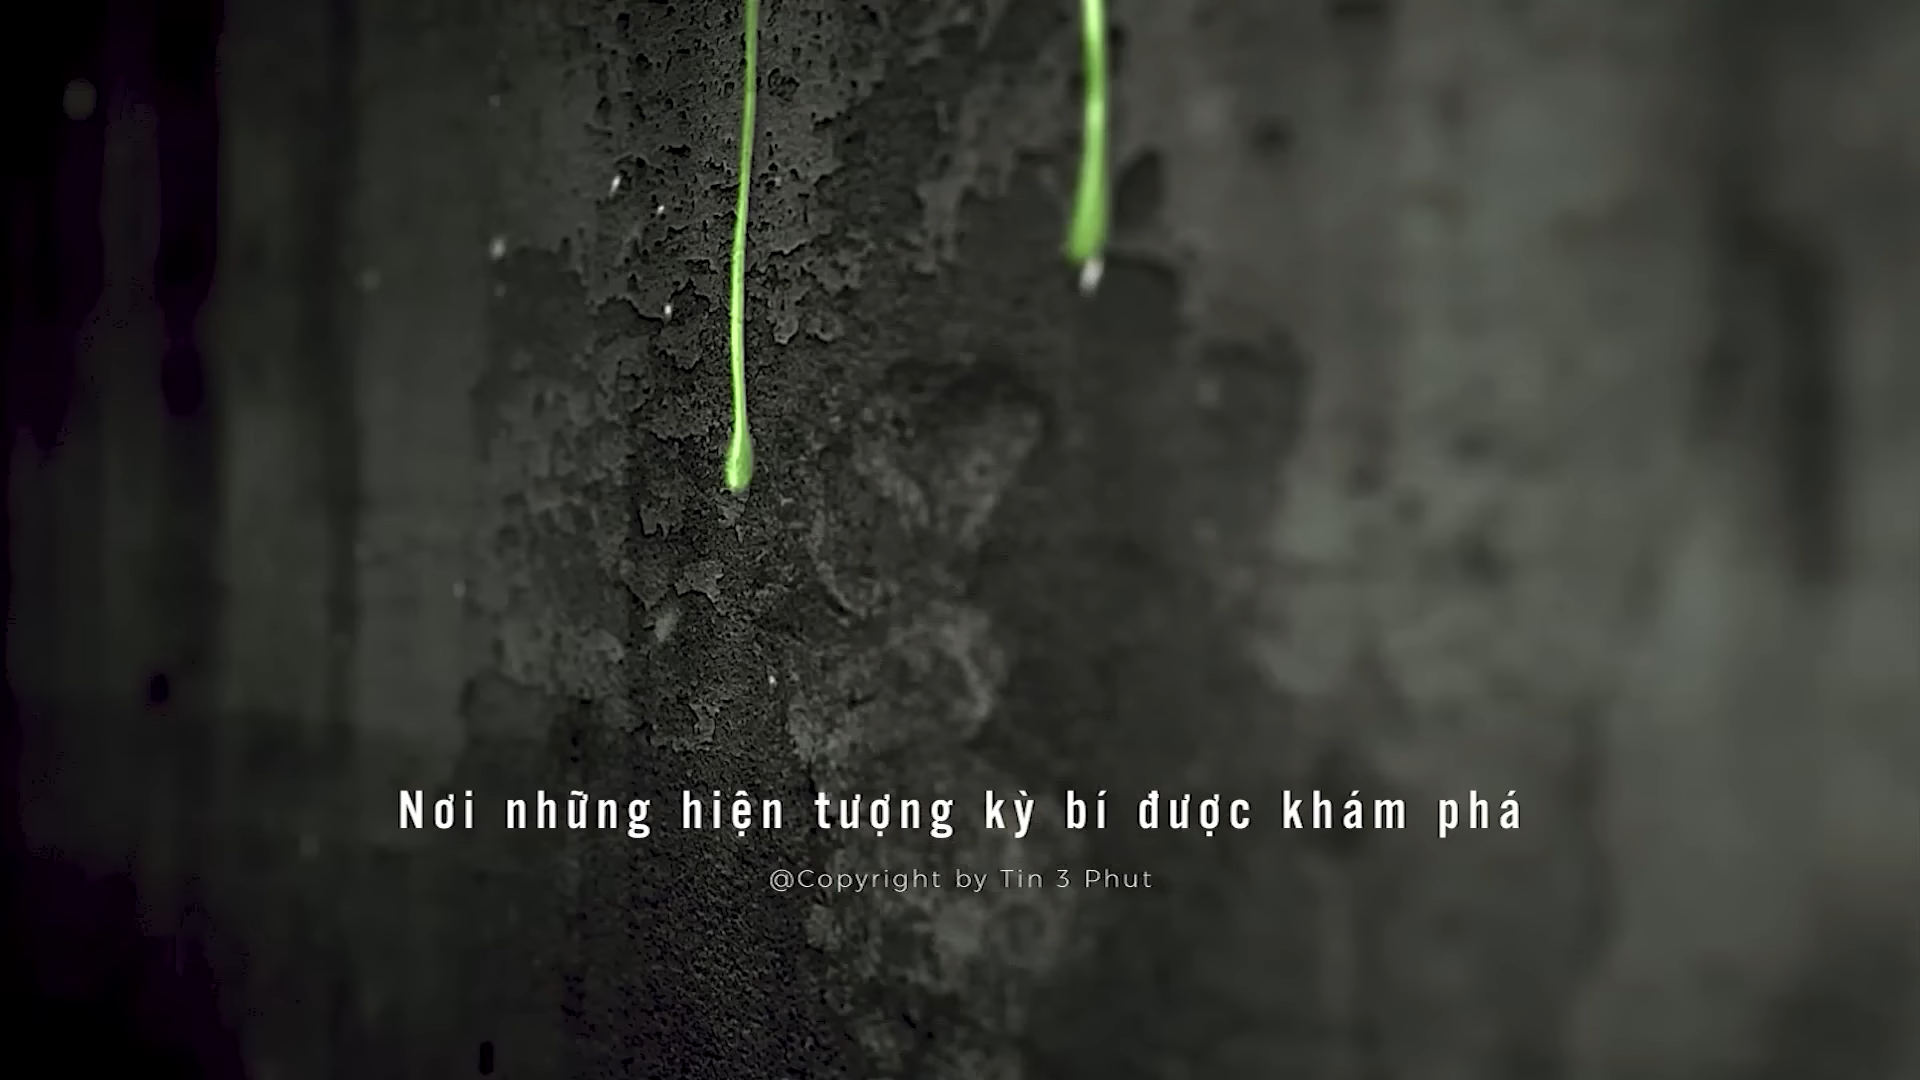 Nơi những hiện tượng kỳ bí được khám phá
@Copyright by Tin 3 Phut